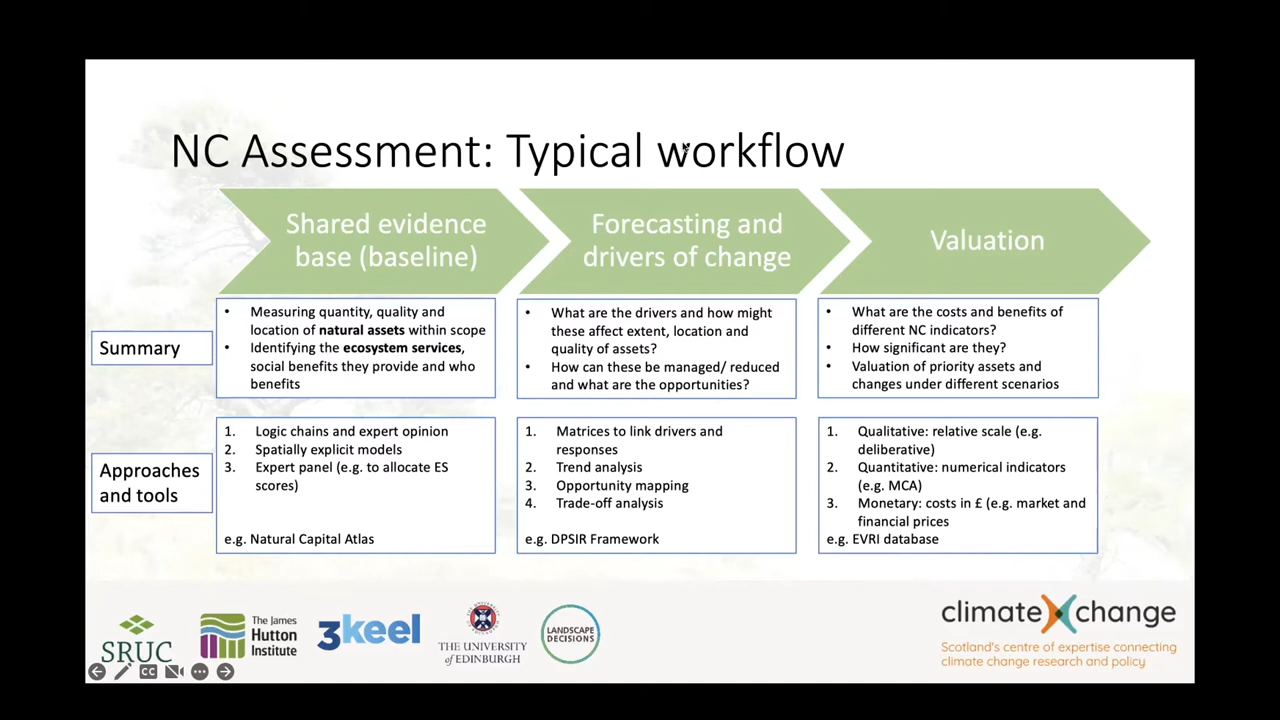 NC Assessment: Typical workflow
Shared evidence
base (baseline)
Forecasting and
drivers of change
Valuation
Summary
• Measuring quantity, quality and
location of natural assets within scope
• Identifying the ecosystem services,
social benefits they provide and who
benefits
• What are the drivers and how might
these affect extent, location and
quality of assets?
• How can these be managed/ reduced
and what are the opportunities?
• What are the costs and benefits of
different NC indicators?
• How significant are they?
• Valuation of priority assets and
changes under different scenarios
Approaches
and tools
1. Logic chains and expert opinion
2. Spatially explicit models
3. Expert panel (e.g. to allocate ES
scores)
e.g. Natural Capital Atlas
1. Matrices to link drivers and
responses
2. Trend analysis
3. Opportunity mapping
4. Trade-off analysis
e.g. DPSIR Framework
1. Qualitative: relative scale (e.g.
deliberative)
2. Quantitative: numerical indicators
(e.g. MCA)
3. Monetary: costs in £ (e.g. market and
financial prices
e.g. EVRI database
SRUC
The James
Hutton
Institute
3keel
THE UNIVERSITY
of EDINBURGH
LANDSCAPE
DECISIONS
climateXchange
Scotland's centre of expertise connecting
climate change research and policy
CC